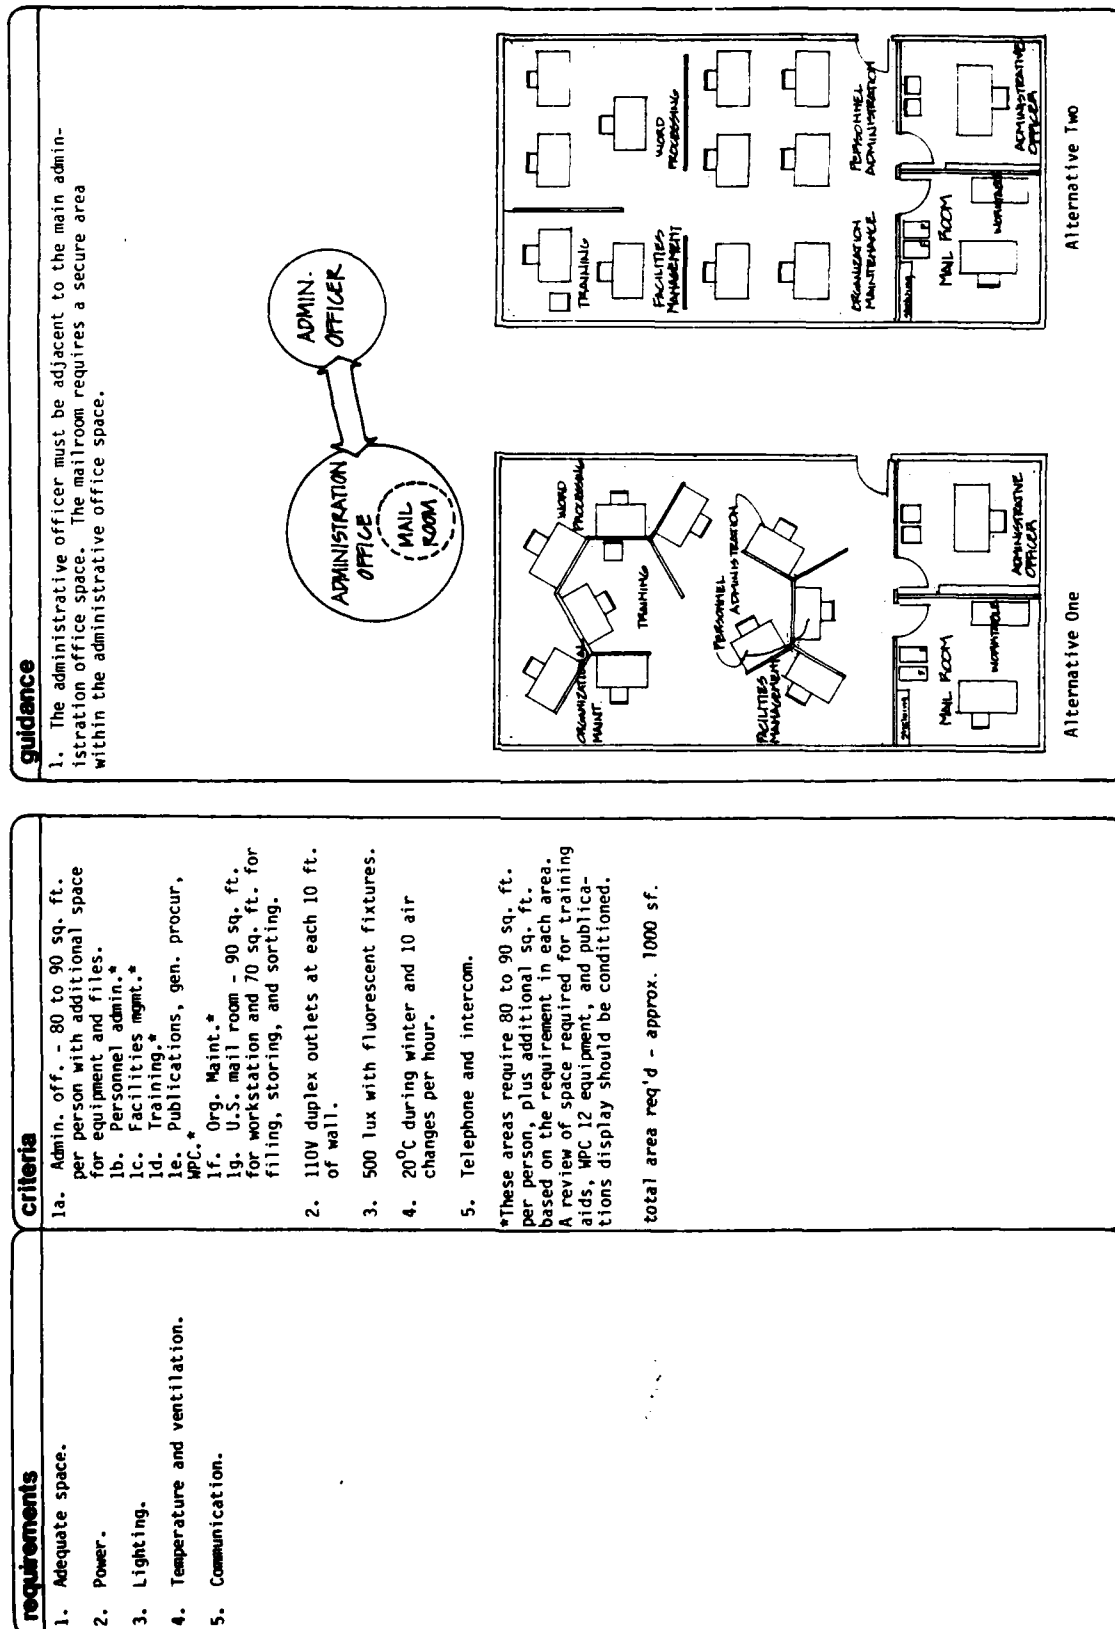 requirements
1. Adequate space.
2. Power.
3. Lighting.
4. Temperature and ventilation.
5. Communication.
criteria
1a. Admin. off. - 80 to 90 sq. ft.
per person with additional space
for equipment and files.
1b. Personnel admin.*
1c. Facilities mgmt.*
1d. Training.*
1e. Publications, gen. procur,
WPC.*
1f. Org. Maint.*
1g. U.S. mail room - 90 sq. ft.
for workstation and 70 sq. ft. for
filing, storing, and sorting.
2. 110V duplex outlets at each 10 ft.
of wall.
3. 500 lux with fluorescent fixtures.
4. 20°C during winter and 10 air
changes per hour.
5. Telephone and intercom.
*These areas require 80 to 90 sq. ft.
per person, plus additional sq. ft.
based on the requirement in each area.
A review of space required for training
aids, WPC 12 equipment, and publica-
tions display should be conditioned.
total area req'd - approx. 1000 sf.
guidance
1. The administrative officer must be adjacent to the main admin-
istration office space. The mailroom requires a secure area
within the administrative office space.
ADMINISTRATION
OFFICE
MAIL
ROOM
ADMIN.
OFFICER
ORGANIZATIONAL
MAINT.
WORD
PROCESSING
TRAINING
FACILITIES
MANAGEMENT
PERSONNEL
ADMINISTRATION
MAIL ROOM
WORKTABLE
ADMINISTRATIVE
OFFICER
Alternative One
TRAINING
FACILITIES
MANAGEMENT
WORD
PROCESSING
ORGANIZATION
MAINTENANCE
PERSONNEL
ADMINISTRATION
MAIL ROOM
WORKTABLE
ADMINISTRATIVE
OFFICER
Alternative Two